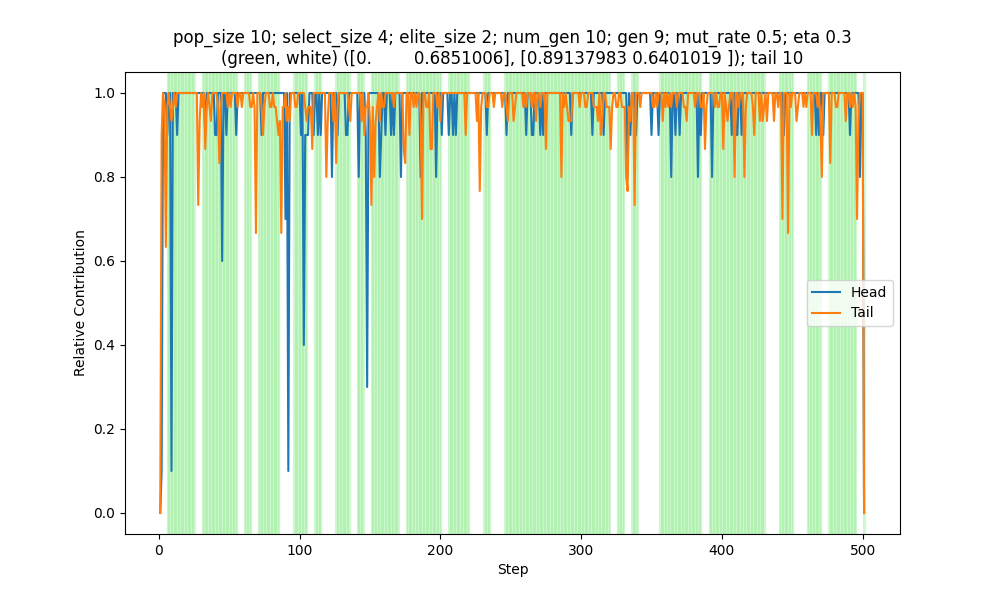 pop_size 10; select_size 4; elite_size 2; num_gen 10; gen 9; mut_rate 0.5; eta 0.3
(green, white) ([0.         0.6851006], [0.89137983 0.6401019 ]); tail 10
1.0
0.8
0.6
0.4
0.2
0.0
Relative Contribution
Head
Tail
0
100
200
300
400
500
Step